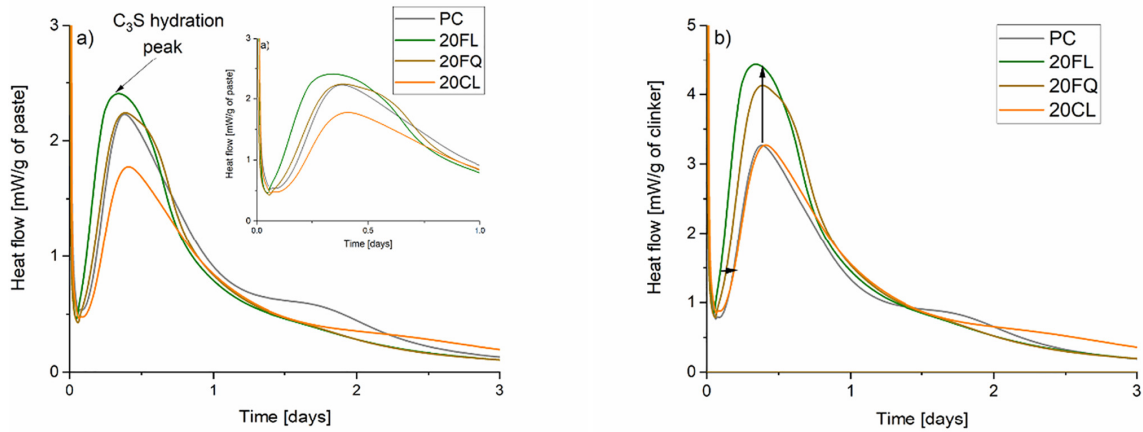 a)
C₃S hydration
peak
Heat flow [mW/g of paste]
3
2
1
0
0
1
2
3
Time [days]
a)
PC
20FL
20FQ
20CL
Heat flow [mW/g of paste]
3
2
1
0
0.0
0.5
1.0
Time [days]
b)
PC
20FL
20FQ
20CL
Heat flow [mW/g of clinker]
5
4
3
2
1
0
0
1
2
3
Time [days]